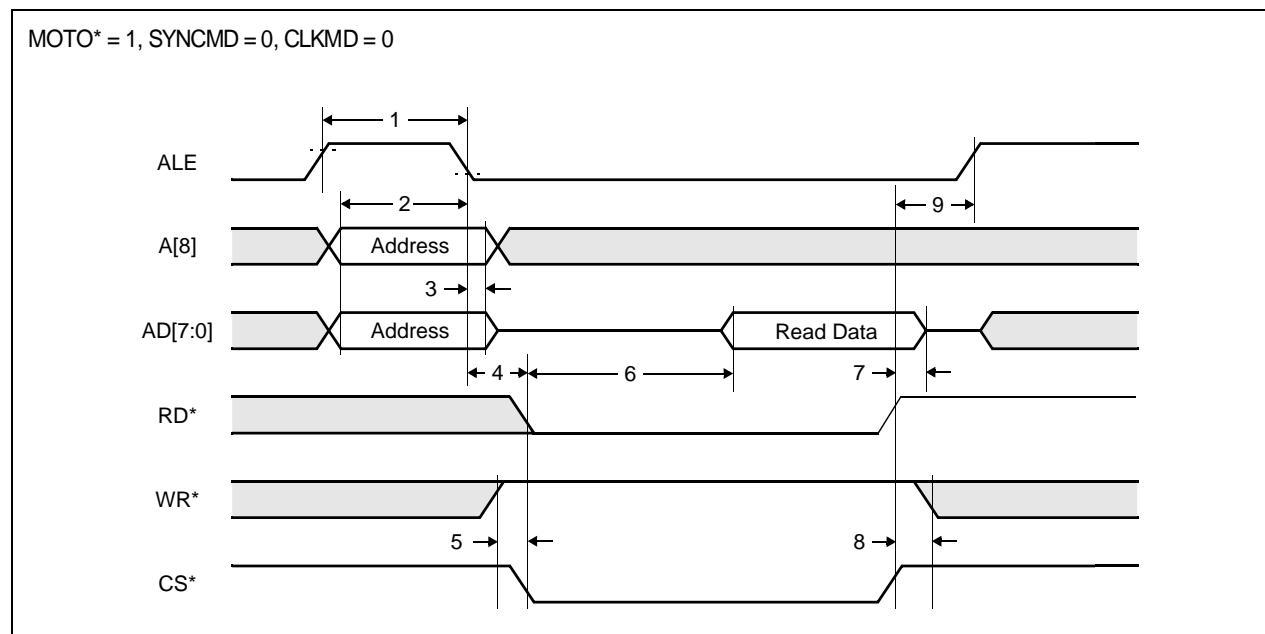 MOTO* = 1, SYNCMD = 0, CLKMD = 0
1
ALE
2
9
A[8]
Address
3
AD[7:0]
Address
Read Data
4
6
7
RD*
WR*
5
8
CS*